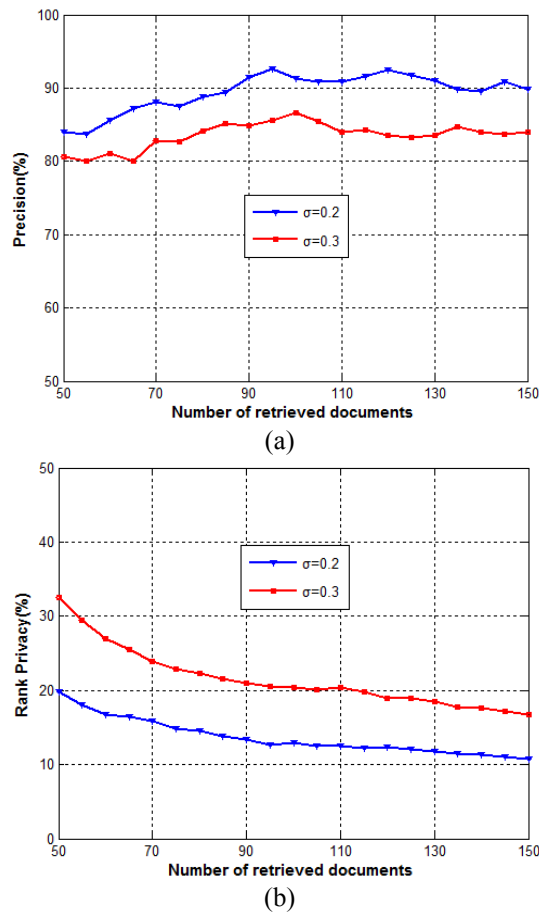 100
90
80
70
60
50
Precision(%)
σ=0.2
σ=0.3
50 70 90 110 130 150
Number of retrieved documents
(a)
50
40
30
20
10
0
Rank Privacy(%)
σ=0.2
σ=0.3
50 70 90 110 130 150
Number of retrieved documents
(b)